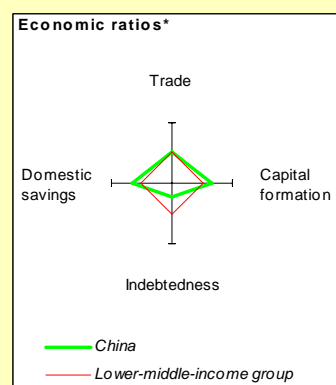 Economic ratios*
Trade
Domestic
savings
Capital
formation
Indebtedness
China
Lower-middle-income group